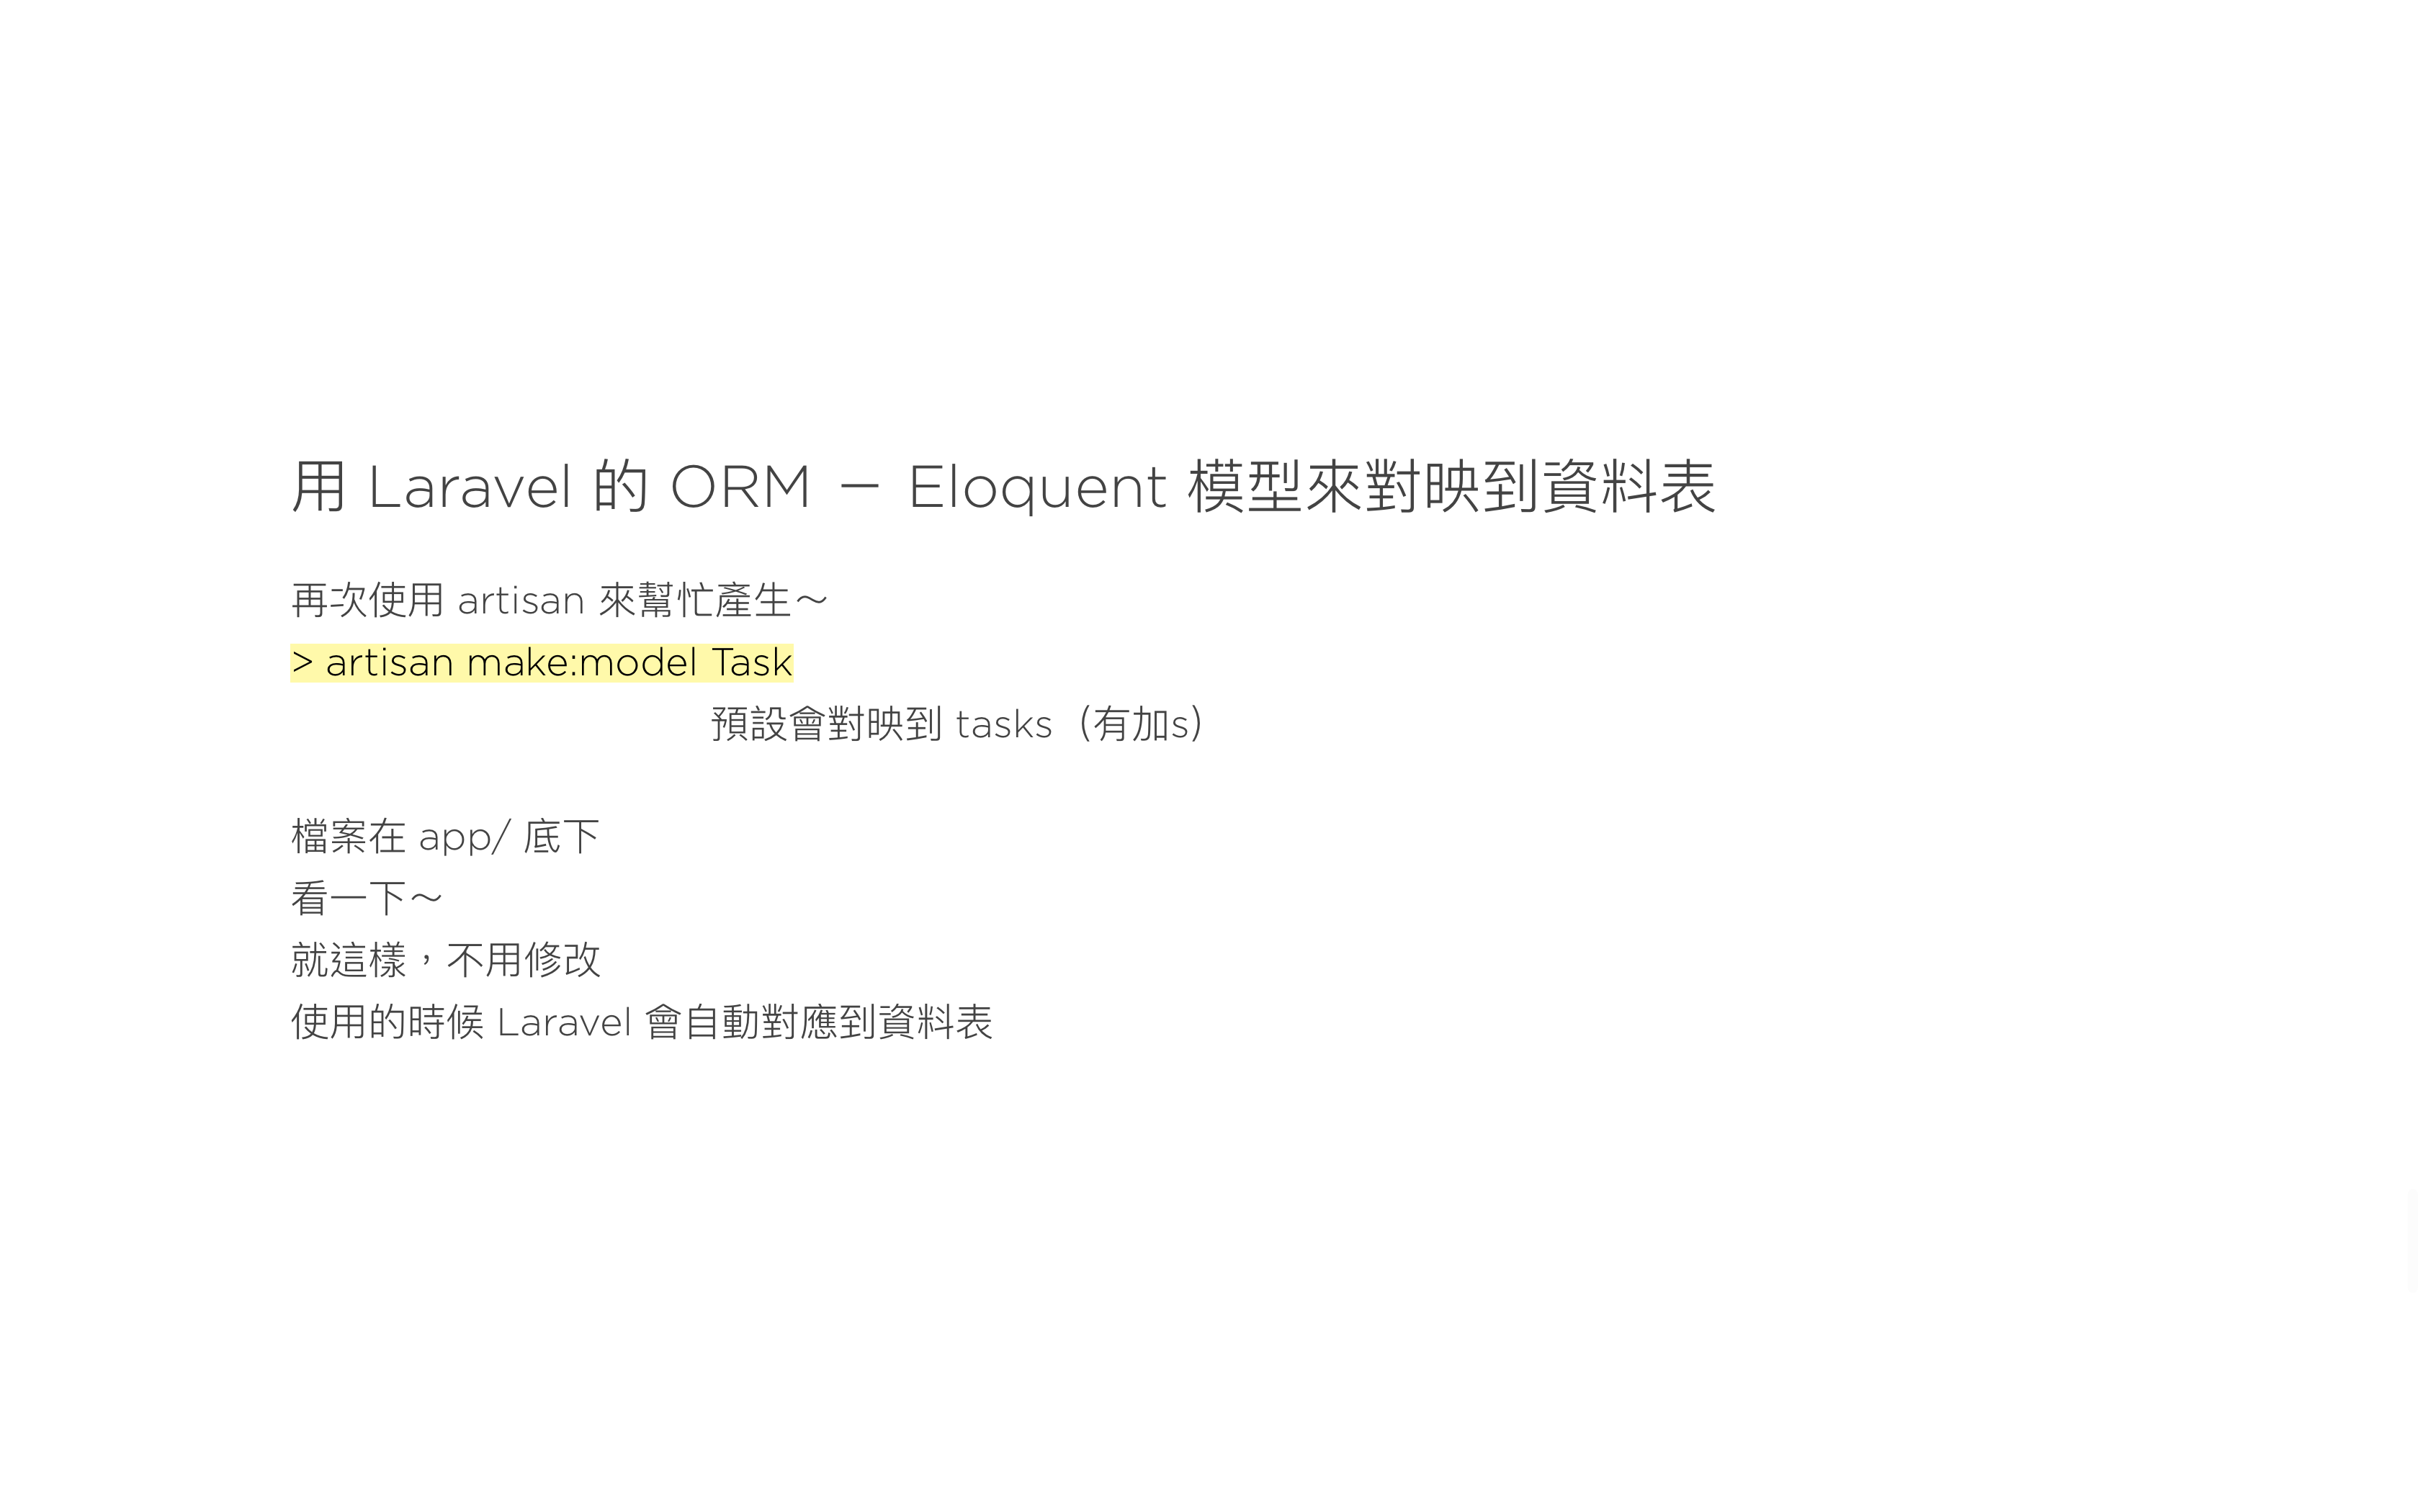 用 Laravel 的 ORM － Eloquent 模型來對映到資料表
再次使用 artisan 來幫忙產生～
> artisan make:model Task
預設會對映到 tasks（有加s）
檔案在 app/ 底下
看一下～
就這樣，不用修改
使用的時候 Laravel 會自動對應到資料表